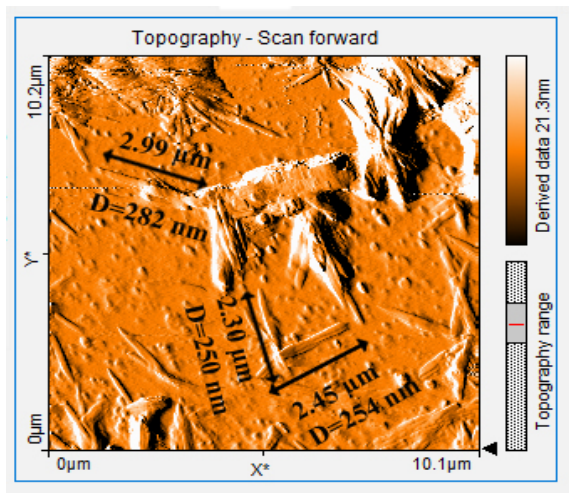 Topography - Scan forward
10.2µm
Y*
0µm
0µm
X*
10.1µm
2.99 µm
D=282 nm
2.30 µm
D=250 nm
2.45 µm
D=254 nm
Derived data 21.3nm
Topography range